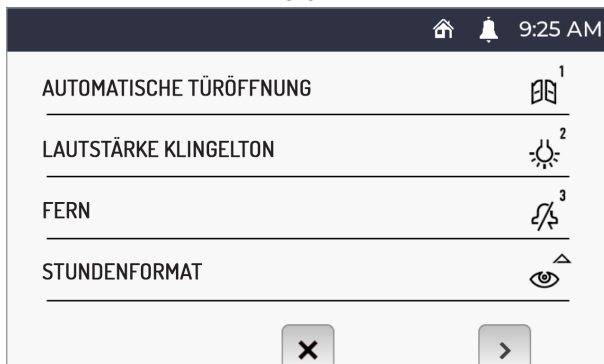 9:25 AM
AUTOMATISCHE TÜRÖFFNUNG 1
LAUTSTÄRKE KLINGELTON 2
FERN 3
STUNDENFORMAT